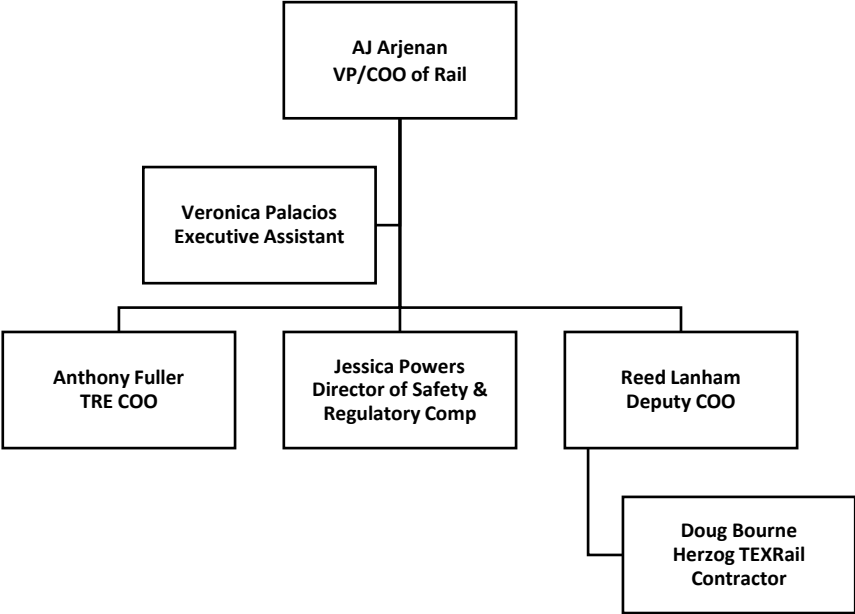 AJ Arjenan
VP/COO of Rail
Veronica Palacios
Executive Assistant
Anthony Fuller
TRE COO
Jessica Powers
Director of Safety &
Regulatory Comp
Reed Lanham
Deputy COO
Doug Bourne
Herzog TEXRail
Contractor